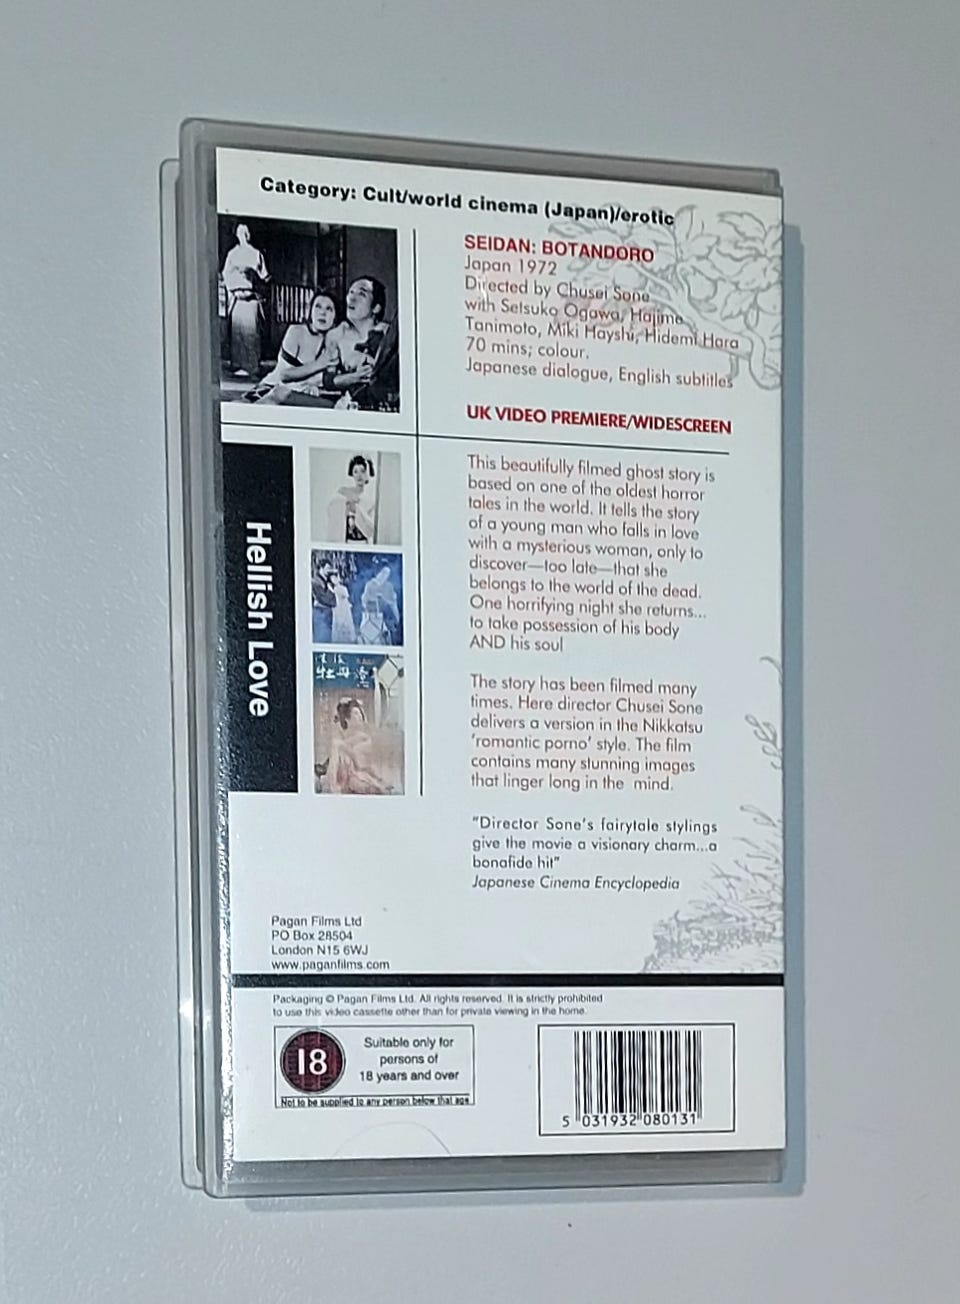 Category: Cult/world cinema (Japan)/erotic
SEIDAN: BOTANDORO
Japan 1972
Directed by Chusei Sone
with Setsuko Ogawa, Hajime
Tanimoto, Miki Hayshi, Hidemi Hara
70 mins; colour.
Japanese dialogue, English subtitles
UK VIDEO PREMIERE/WIDESCREEN
Hellish Love
This beautifully filmed ghost story is
based on one of the oldest horror
tales in the world. It tells the story
of a young man who falls in love
with a mysterious woman, only to
discover—too late—that she
belongs to the world of the dead.
One horrifying night she returns...
to take possession of his body
AND his soul
The story has been filmed many
times. Here director Chusei Sone
delivers a version in the Nikkatsu
'romantic porno' style. The film
contains many stunning images
that linger long in the mind.
"Director Sone's fairytale stylings
give the movie a visionary charm...a
bonafide hit"
Japanese Cinema Encyclopedia
Pagan Films Ltd
PO Box 28504
London N15 6WJ
www.paganfilms.com
Packaging © Pagan Films Ltd. All rights reserved. It is strictly prohibited
to use this video cassette other than for private viewing in the home.
18
Suitable only for
persons of
18 years and over
Not to be supplied to any person below that age
5 031932 080131